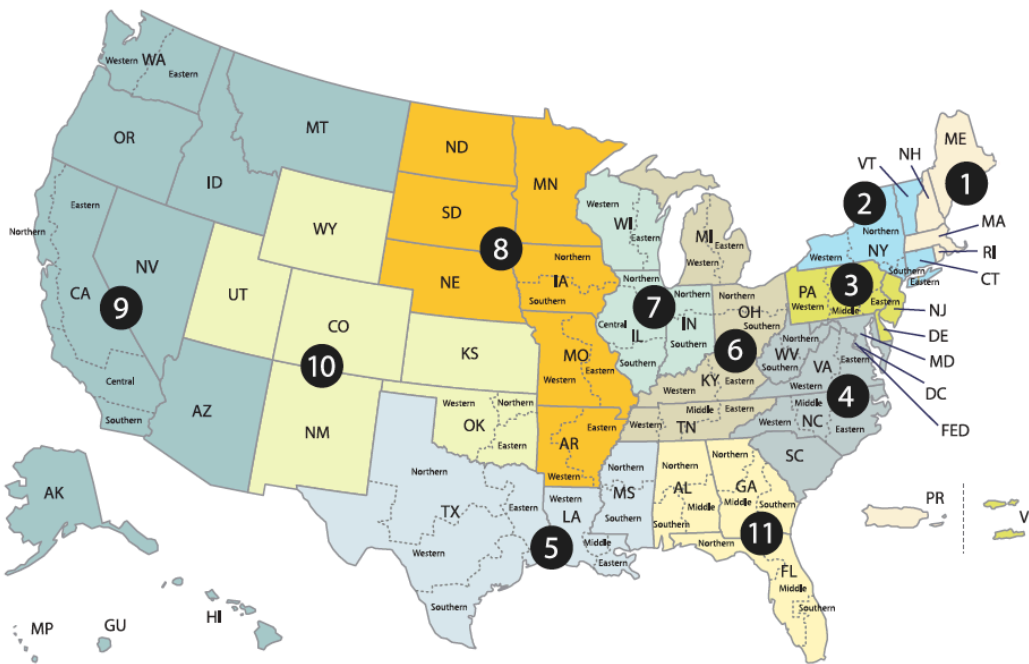 WA
Western
Eastern
OR
ID
MT
ND
MN
SD
WY
NE
8
Northern
IA
Southern
Western
WI
Eastern
MI
Eastern
Western
ME
1
NH
VT
2
MA
RI
CT
Northern
Western
NY
Southern
Eastern
PA
3
Western
Middle
Eastern
NJ
DE
MD
DC
FED
Eastern
Northern
CA
9
Central
Southern
NV
UT
CO
10
KS
AZ
NM
Northern
7
Central
IL
Southern
Northern
IN
Southern
Northern
OH
Southern
6
KY
Western
Eastern
Northern
WV
Southern
VA
Eastern
Western
4
Middle
Western
NC
Eastern
SC
MO
Eastern
Western
Western
Northern
OK
Eastern
Eastern
AR
Western
Middle
Eastern
Western
TN
Northern
TX
Eastern
Western
Southern
Western
LA
Middle
Eastern
5
Northern
MS
Southern
Northern
AL
Middle
Southern
Northern
GA
Middle
Southern
11
Northern
FL
Middle
Southern
PR
V
AK
HI
GU
MP